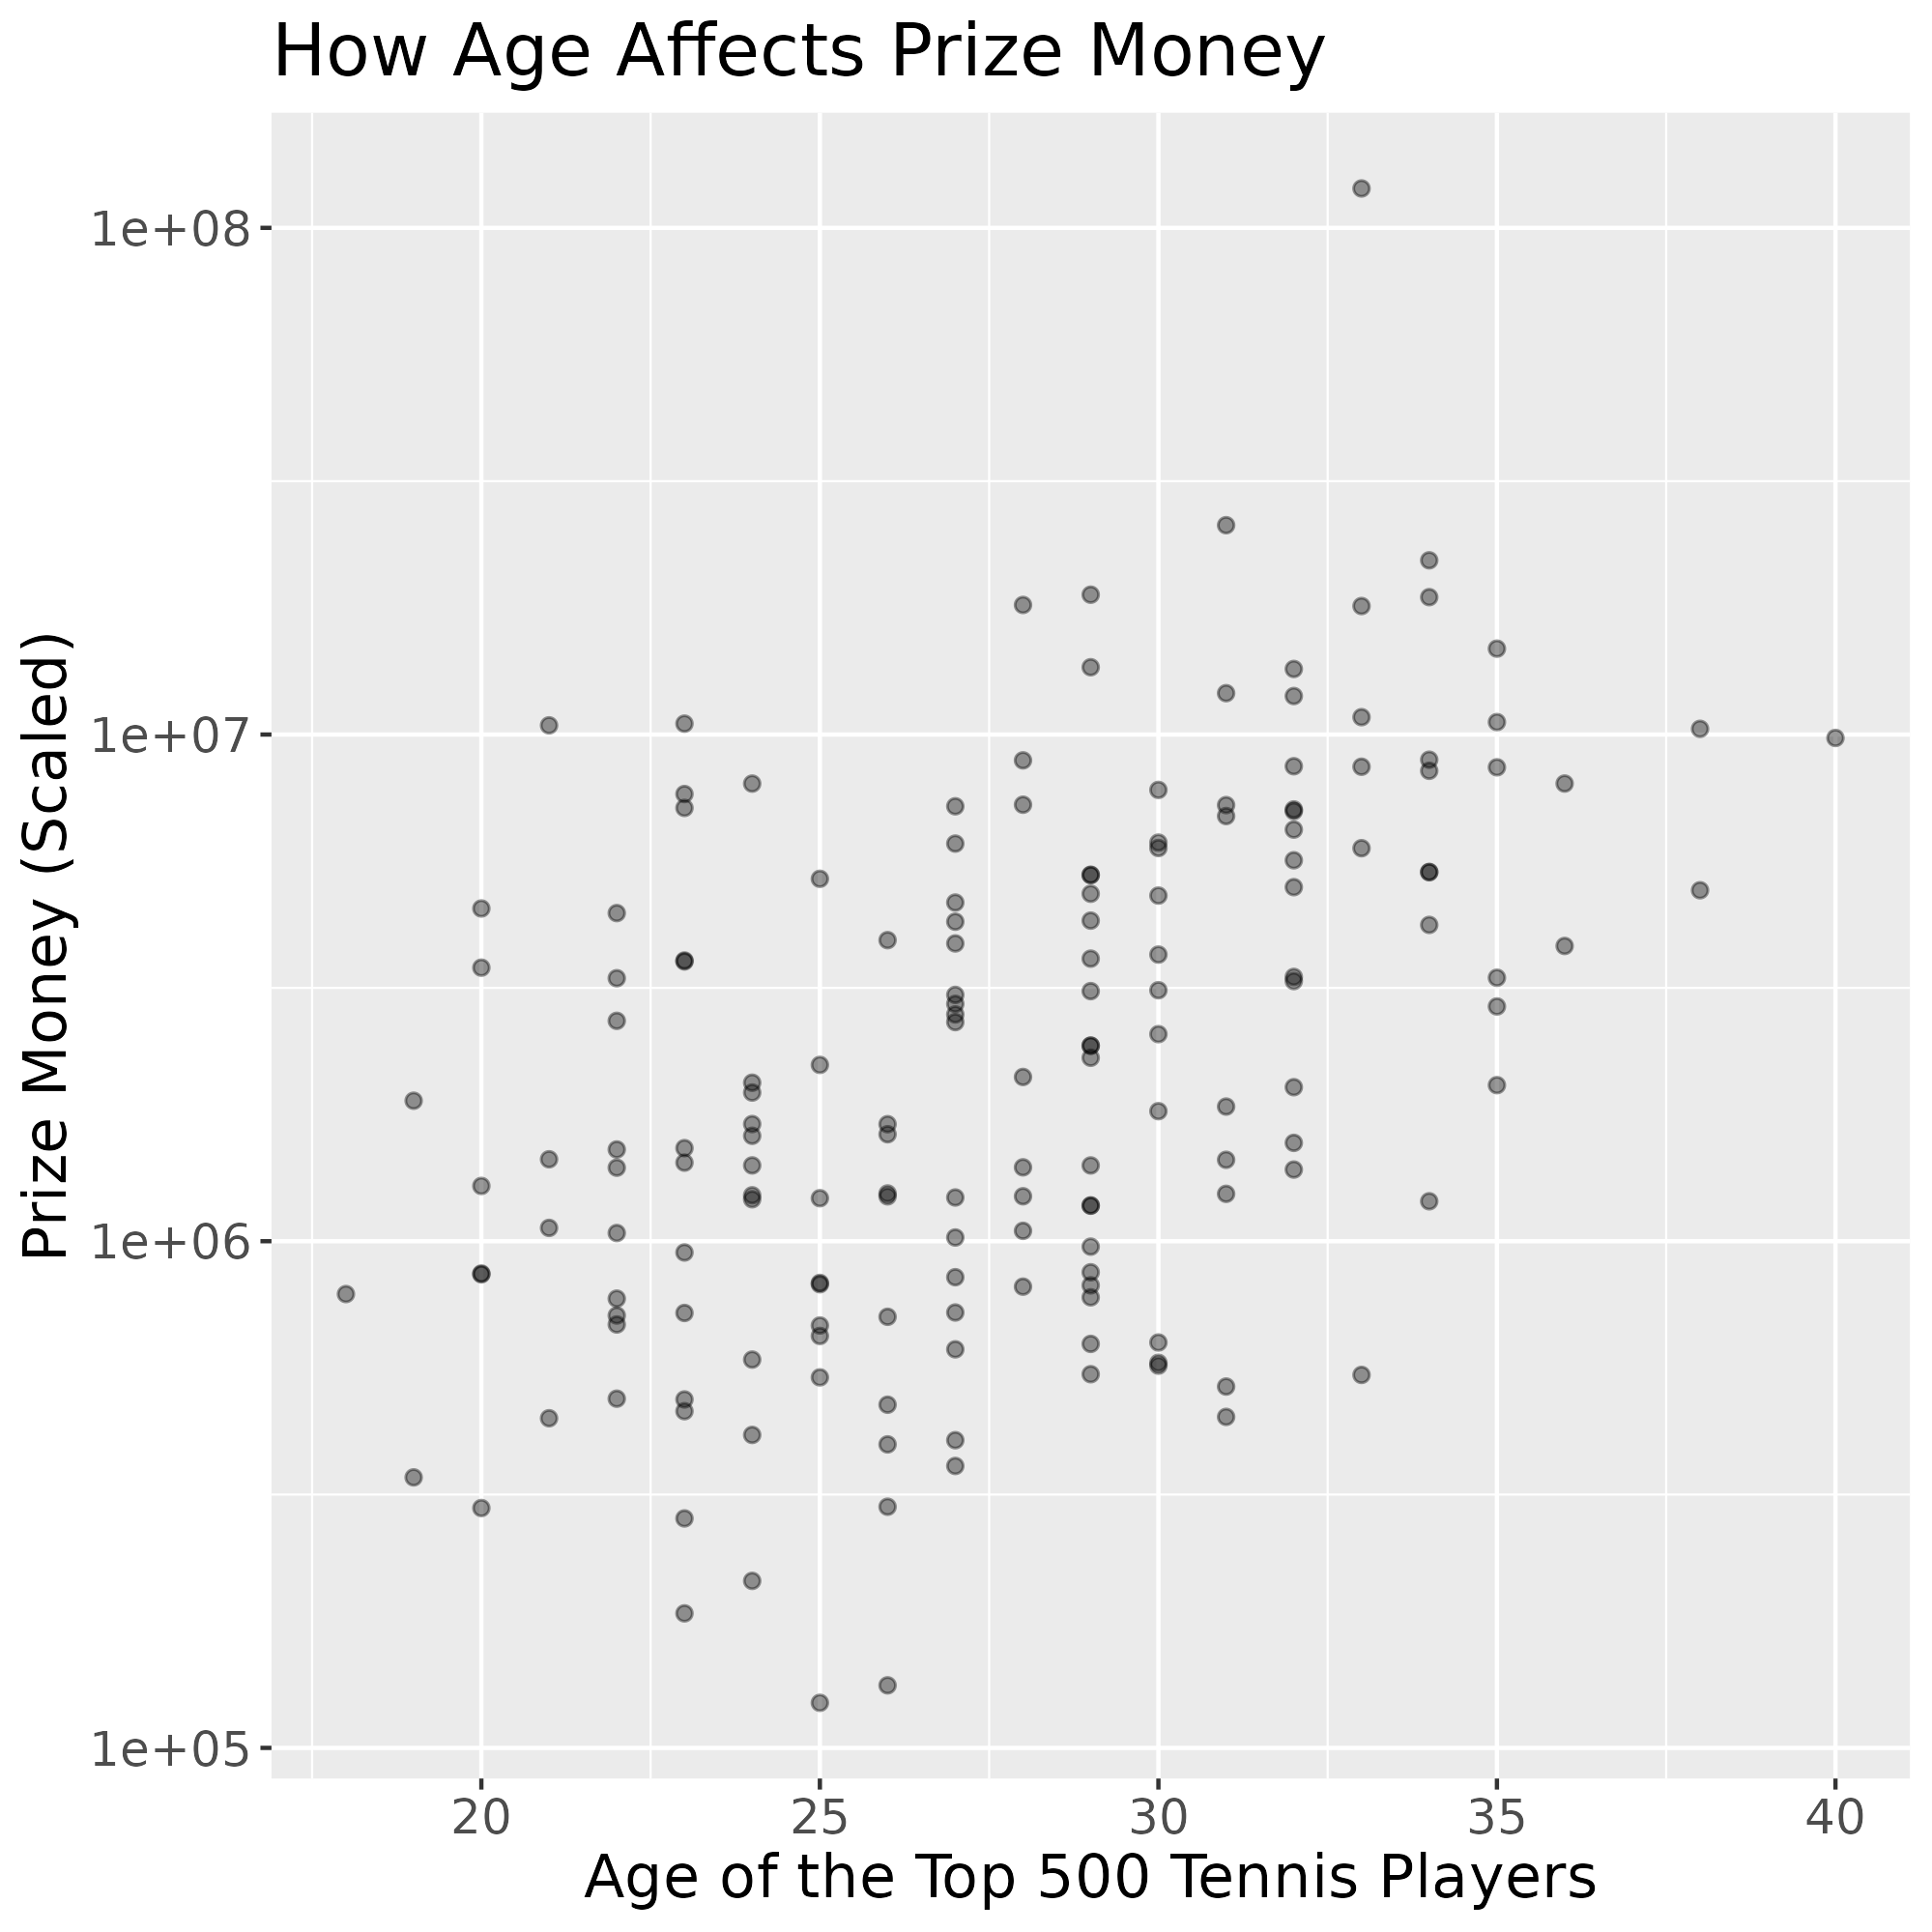 How Age Affects Prize Money
Prize Money (Scaled)
1e+08
1e+07
1e+06
1e+05
20 25 30 35 40
Age of the Top 500 Tennis Players